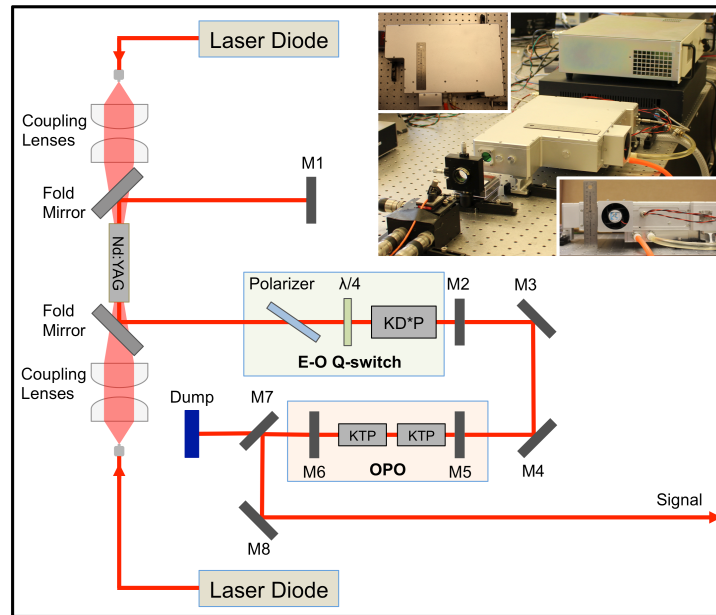 Laser Diode
Coupling
Lenses
M1
Fold
Mirror
Nd:YAG
Polarizer
λ/4
M2
M3
KD*P
Fold
Mirror
E-O Q-switch
Coupling
Lenses
Dump
M7
KTP
KTP
M6
OPO
M5
M4
Signal
M8
Laser Diode